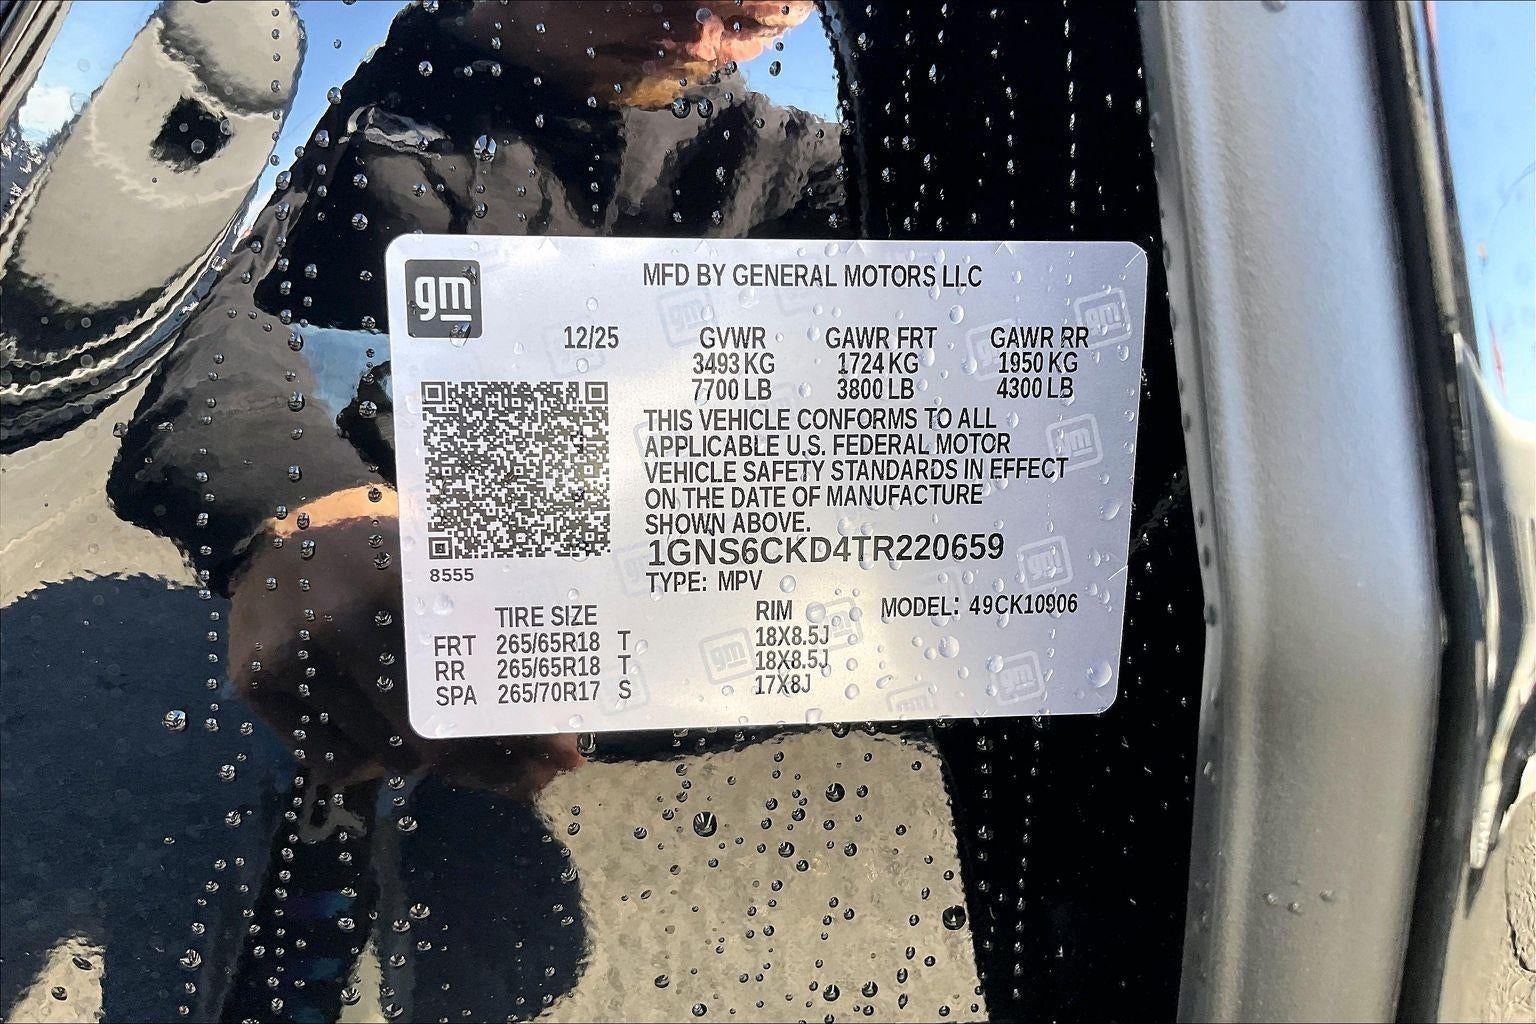 gm
MFD BY GENERAL MOTORS LLC
12/25 GVWR GAWR FRT GAWR RR
3493 KG 1724 KG 1950 KG
7700 LB 3800 LB 4300 LB
THIS VEHICLE CONFORMS TO ALL
APPLICABLE U.S. FEDERAL MOTOR
VEHICLE SAFETY STANDARDS IN EFFECT
ON THE DATE OF MANUFACTURE
SHOWN ABOVE.
1GNS6CKD4TR220659
8555
TYPE: MPV
TIRE SIZE RIM MODEL: 49CK10906
FRT 265/65R18 T 18X8.5J
RR 265/65R18 T 18X8.5J
SPA 265/70R17 S 17X8J